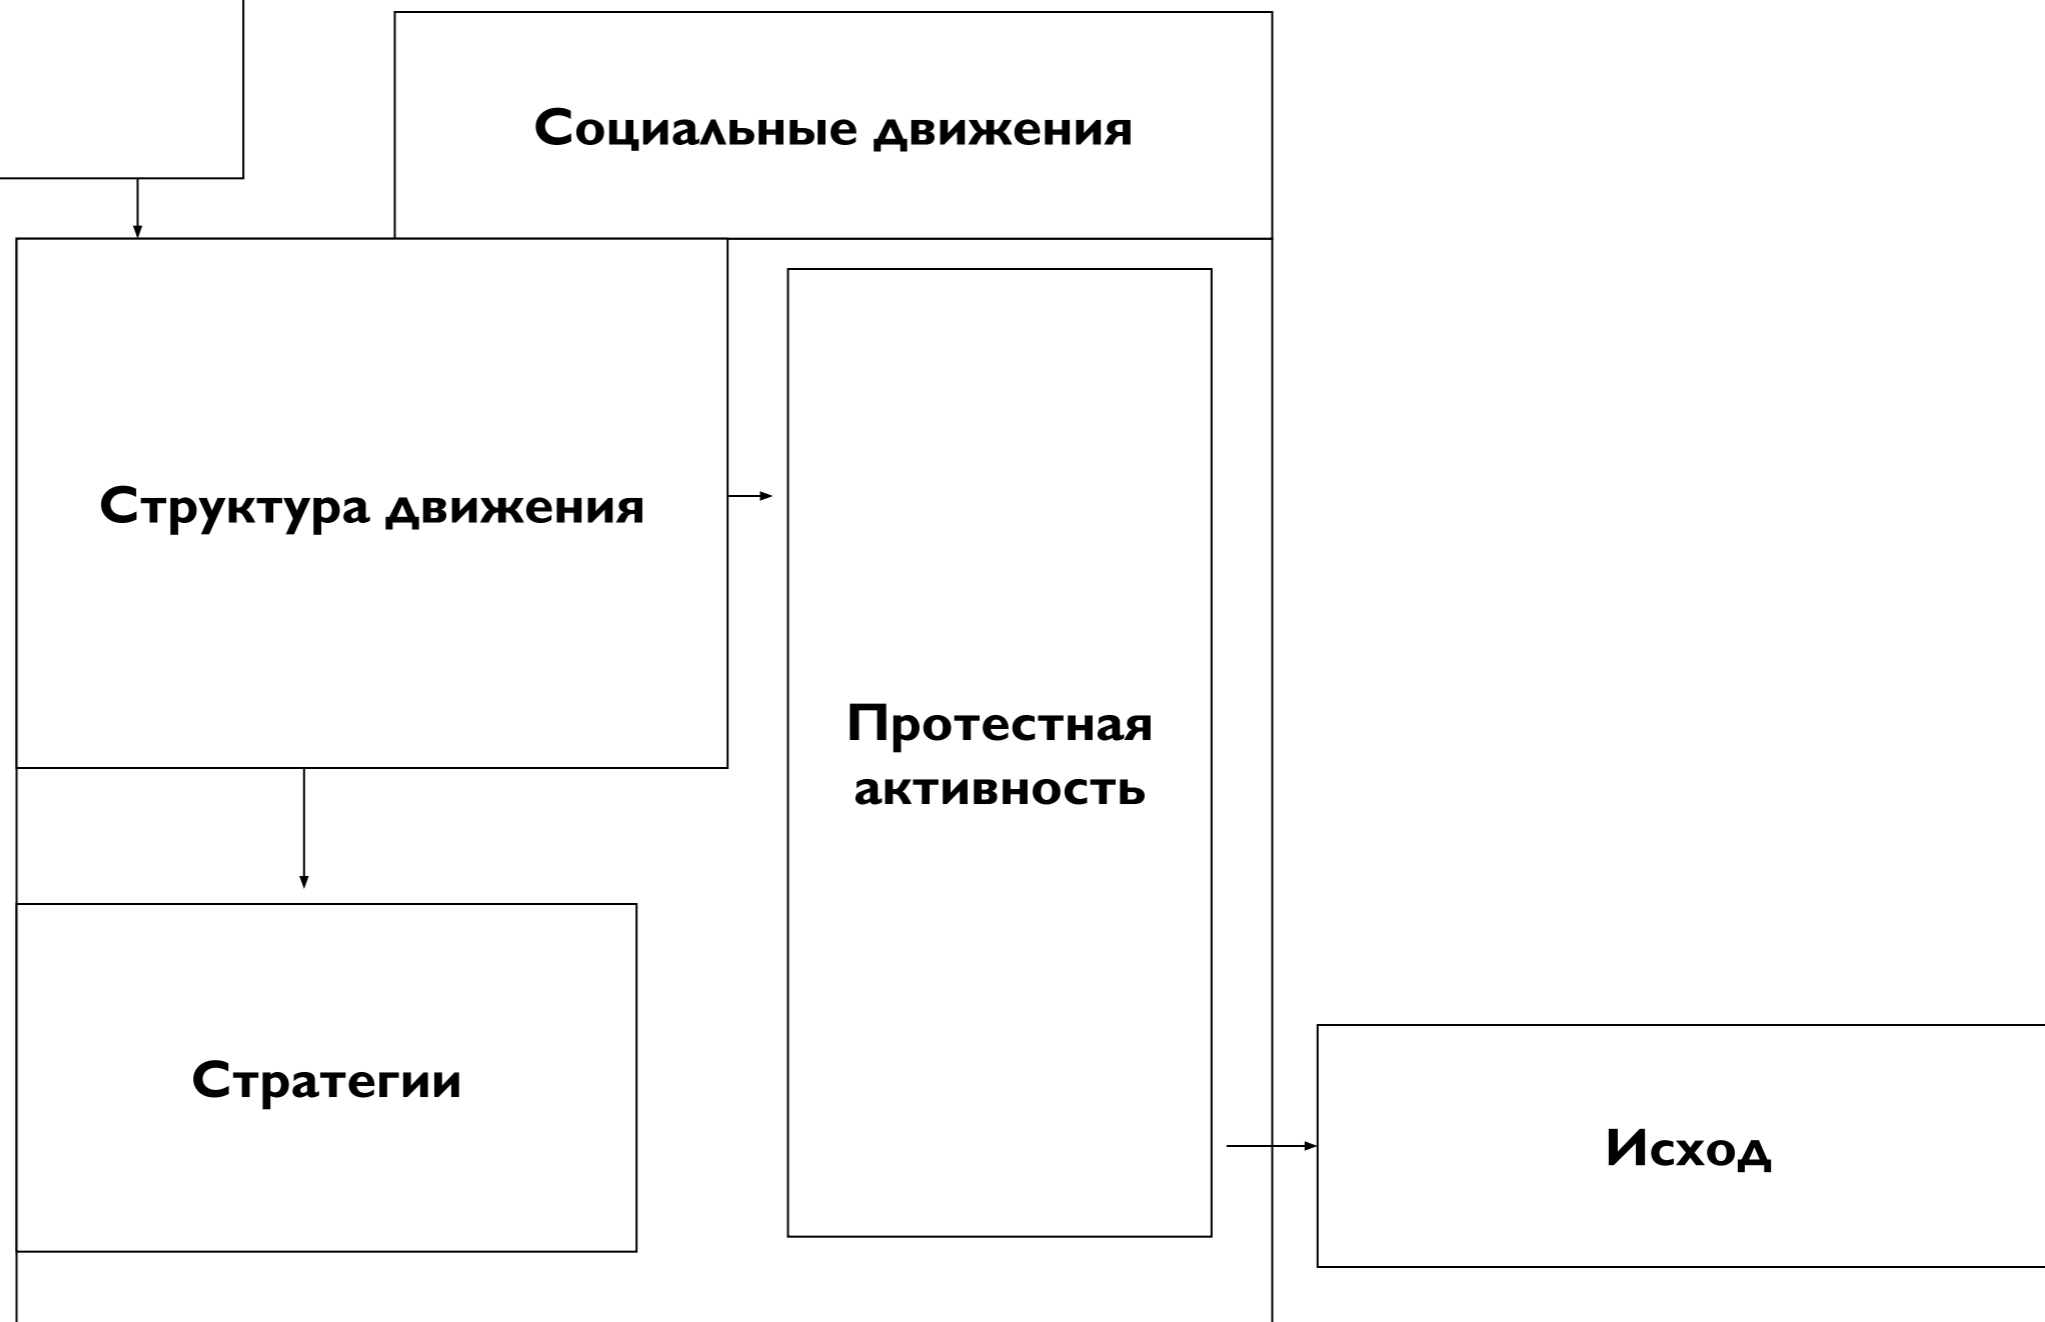 Социальные движения
Структура движения
Протестная
активность
Стратегии
Исход